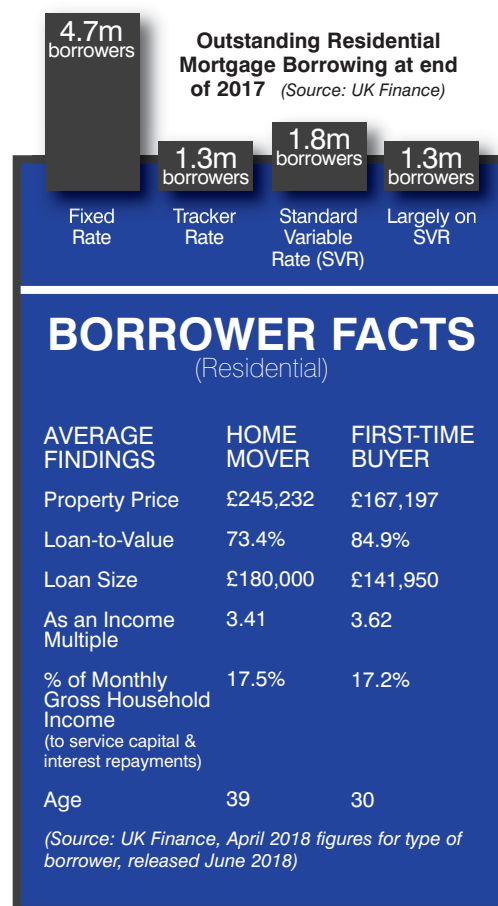 4.7m
borrowers
Outstanding Residential
Mortgage Borrowing at end
of 2017 (Source: UK Finance)
1.3m
borrowers
1.8m
borrowers
1.3m
borrowers
Fixed
Rate
Tracker
Rate
Standard
Variable
Rate (SVR)
Largely on
SVR
BORROWER FACTS
(Residential)
AVERAGE
FINDINGS
HOME
MOVER
FIRST-TIME
BUYER
Property Price £245,232 £167,197
Loan-to-Value 73.4% 84.9%
Loan Size £180,000 £141,950
As an Income
Multiple
3.41 3.62
% of Monthly
Gross Household
Income
(to service capital &
interest repayments)
17.5% 17.2%
Age 39 30
(Source: UK Finance, April 2018 figures for type of
borrower, released June 2018)